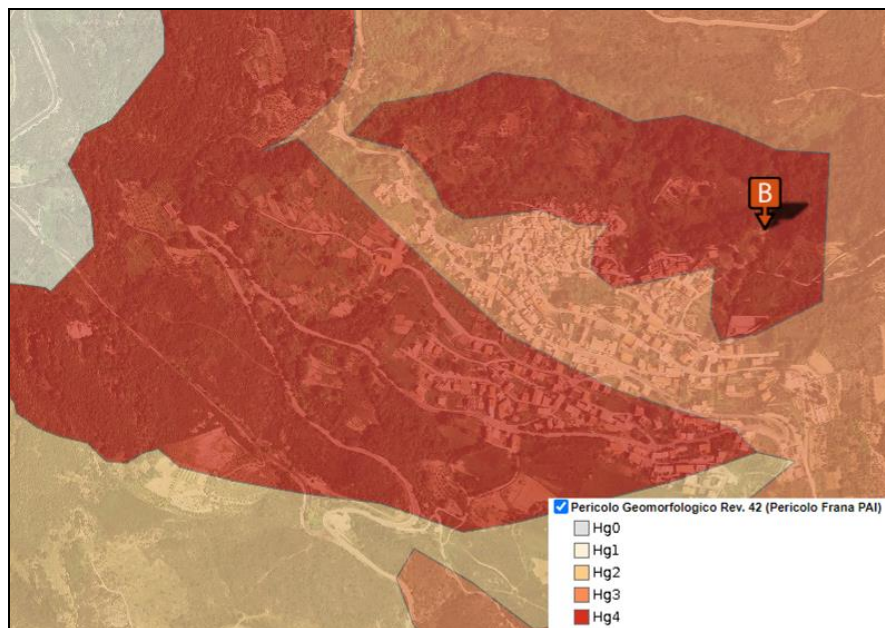 B
Pericolo Geomorfologico Rev. 42 (Pericolo Frana PAI)
Hg0
Hg1
Hg2
Hg3
Hg4